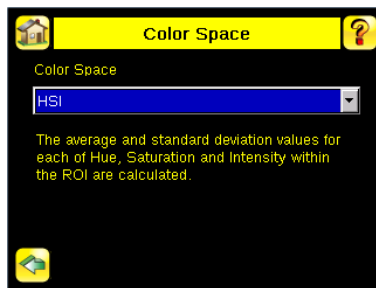 Color Space
?
Color Space
HSI
The average and standard deviation values for
each of Hue, Saturation and Intensity within
the ROI are calculated.